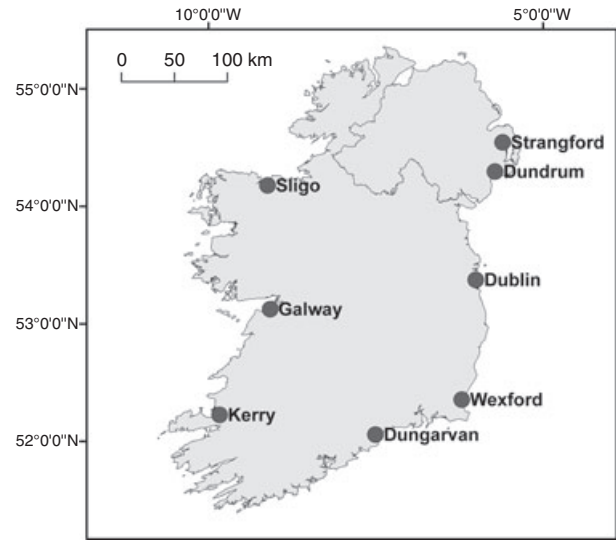 10°0'0"W 5°0'0"W
0 50 100 km
55°0'0"N
Strangford
Dundrum
Sligo
54°0'0"N
Dublin
Galway
53°0'0"N
Wexford
Kerry
Dungarvan
52°0'0"N